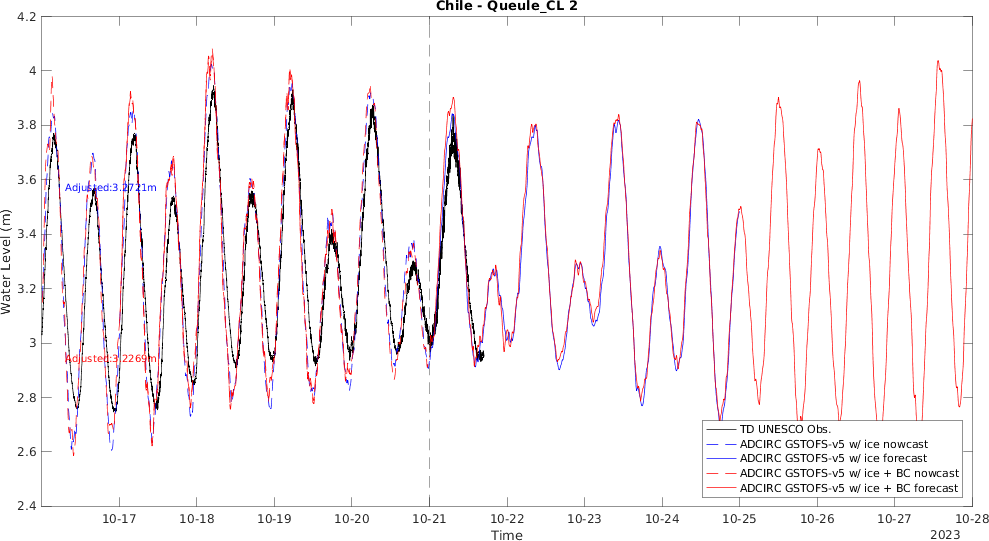 Chile - Queule_CL 2
4.2
4
3.8
3.6
3.4
3.2
3
2.8
2.6
2.4
Water Level (m)
Adjusted:3.2721m
Adjusted:3.2269m
TD UNESCO Obs.
ADCIRC GSTOFS-v5 w/ ice nowcast
ADCIRC GSTOFS-v5 w/ ice forecast
ADCIRC GSTOFS-v5 w/ ice + BC nowcast
ADCIRC GSTOFS-v5 w/ ice + BC forecast
10-17 10-18 10-19 10-20 10-21 10-22 10-23 10-24 10-25 10-26 10-27 10-28
Time
2023